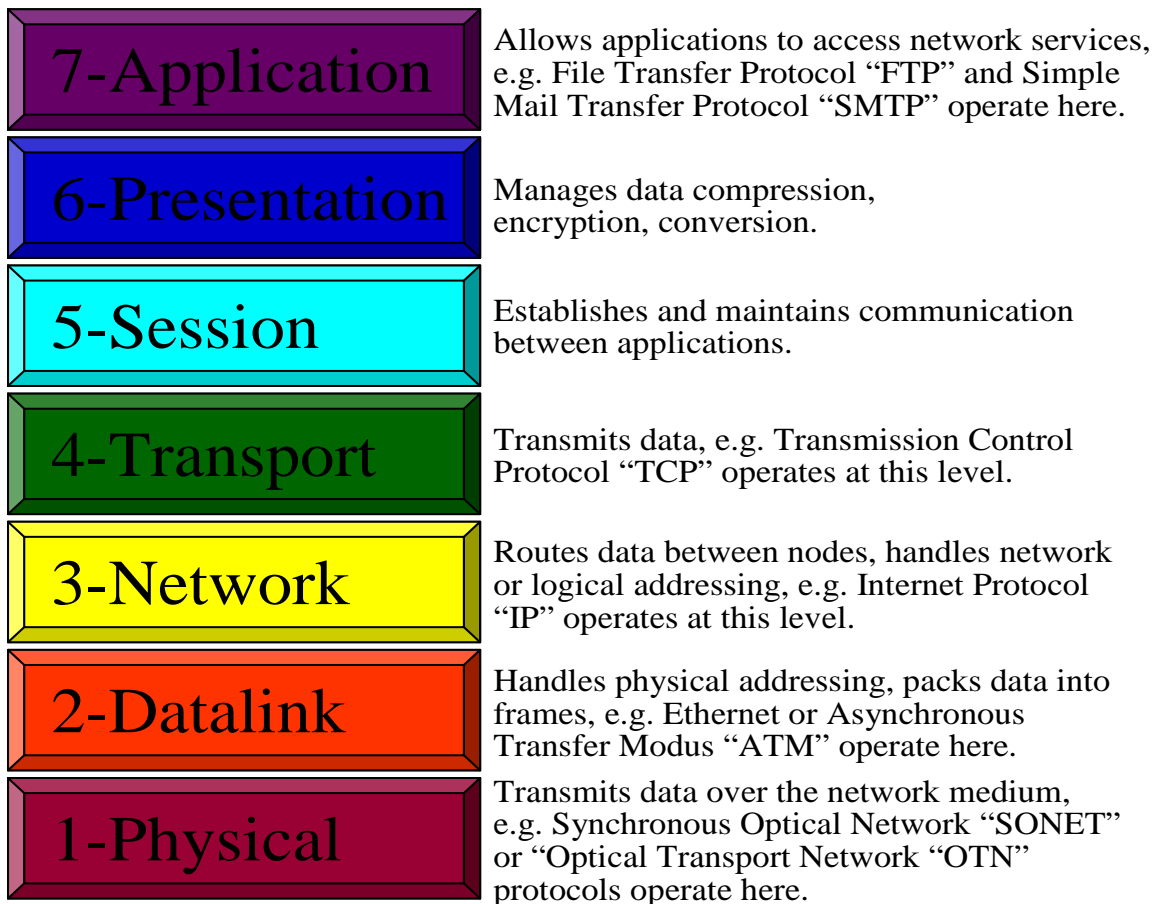 7-Application
Allows applications to access network services,
e.g. File Transfer Protocol “FTP” and Simple
Mail Transfer Protocol “SMTP” operate here.
6-Presentation
Manages data compression,
encryption, conversion.
5-Session
Establishes and maintains communication
between applications.
4-Transport
Transmits data, e.g. Transmission Control
Protocol “TCP” operates at this level.
3-Network
Routes data between nodes, handles network
or logical addressing, e.g. Internet Protocol
“IP” operates at this level.
2-Datalink
Handles physical addressing, packs data into
frames, e.g. Ethernet or Asynchronous
Transfer Modus “ATM” operate here.
1-Physical
Transmits data over the network medium,
e.g. Synchronous Optical Network “SONET”
or “Optical Transport Network “OTN”
protocols operate here.